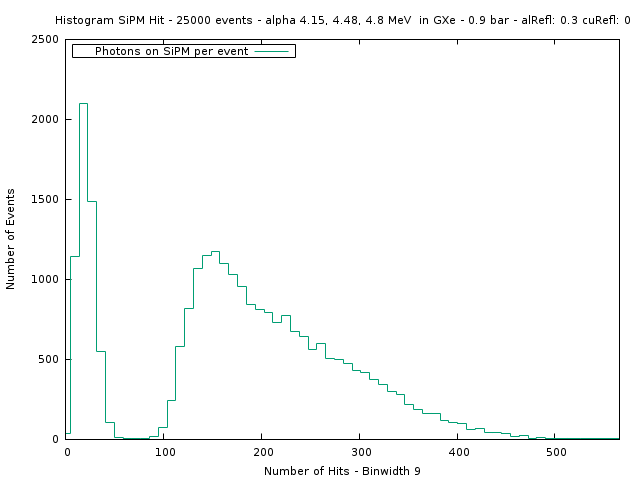 Histogram SiPM Hit - 25000 events - alpha 4.15, 4.48, 4.8 MeV  in GXe - 0.9 bar - alRefl: 0.3 cuRefl: 0
Photons on SiPM per event
2500
2000
1500
1000
500
0
Number of Events
0 100 200 300 400 500
Number of Hits - Binwidth 9